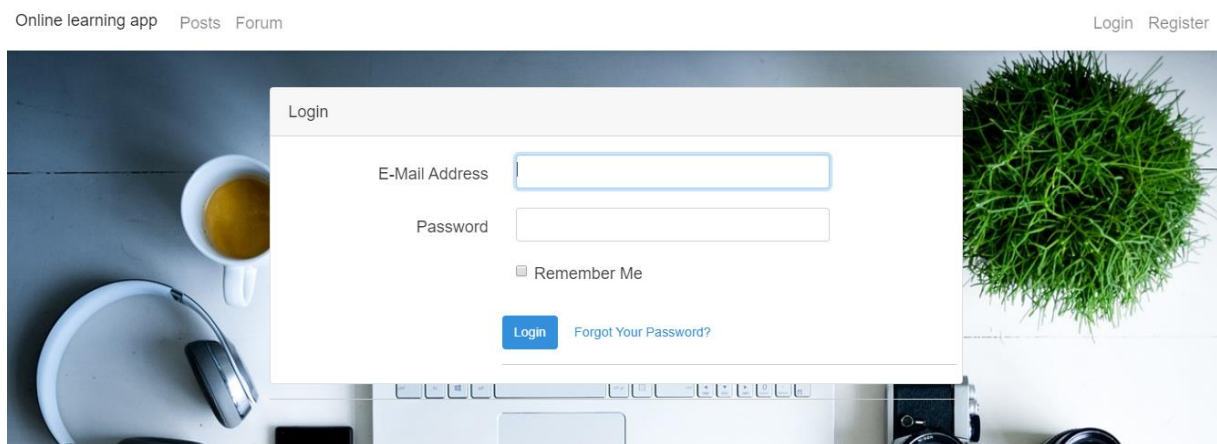 Online learning app Posts Forum Login Register
Login
E-Mail Address
Password
Remember Me
Login Forgot Your Password?